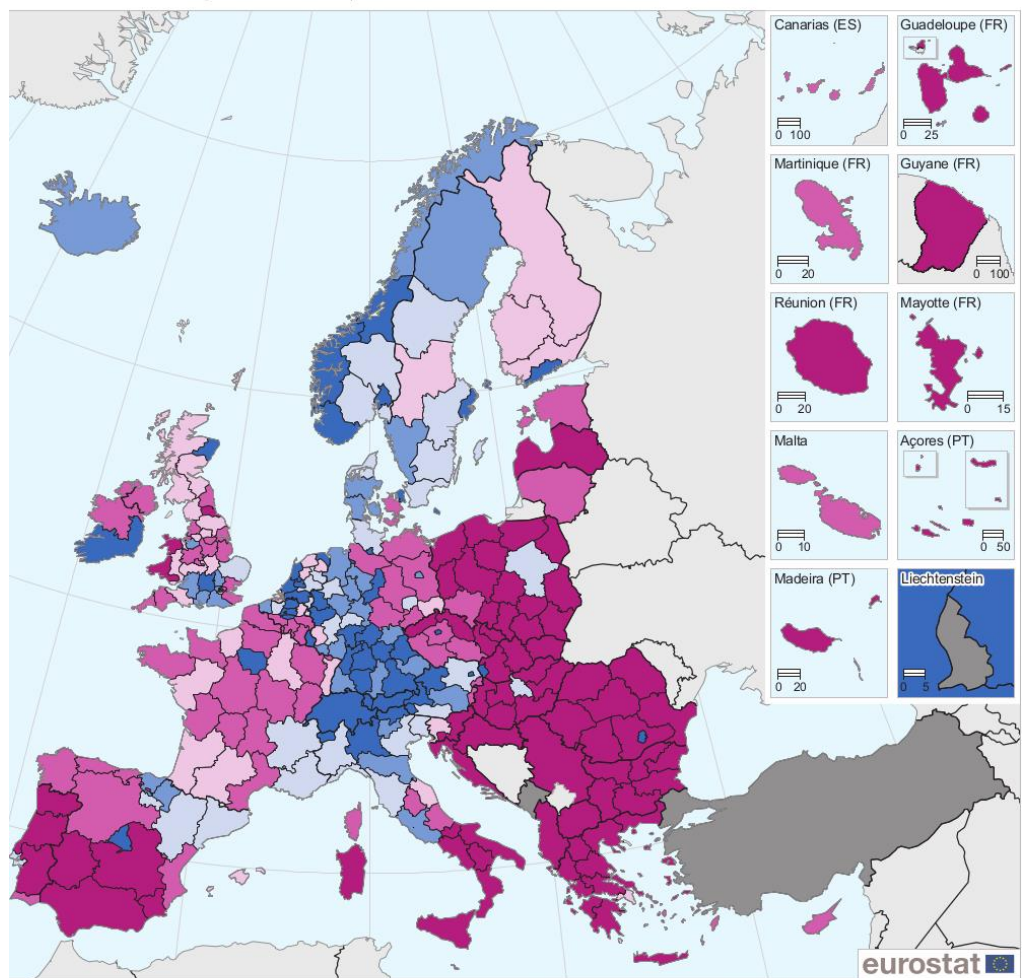 Canarias (ES)
0 100
Guadeloupe (FR)
0 25
Martinique (FR)
0 20
Guyane (FR)
0 100
Réunion (FR)
0 20
Mayotte (FR)
0 15
Malta
0 10
Açores (PT)
0 50
Madeira (PT)
0 20
Liechtenstein
0 5
eurostat